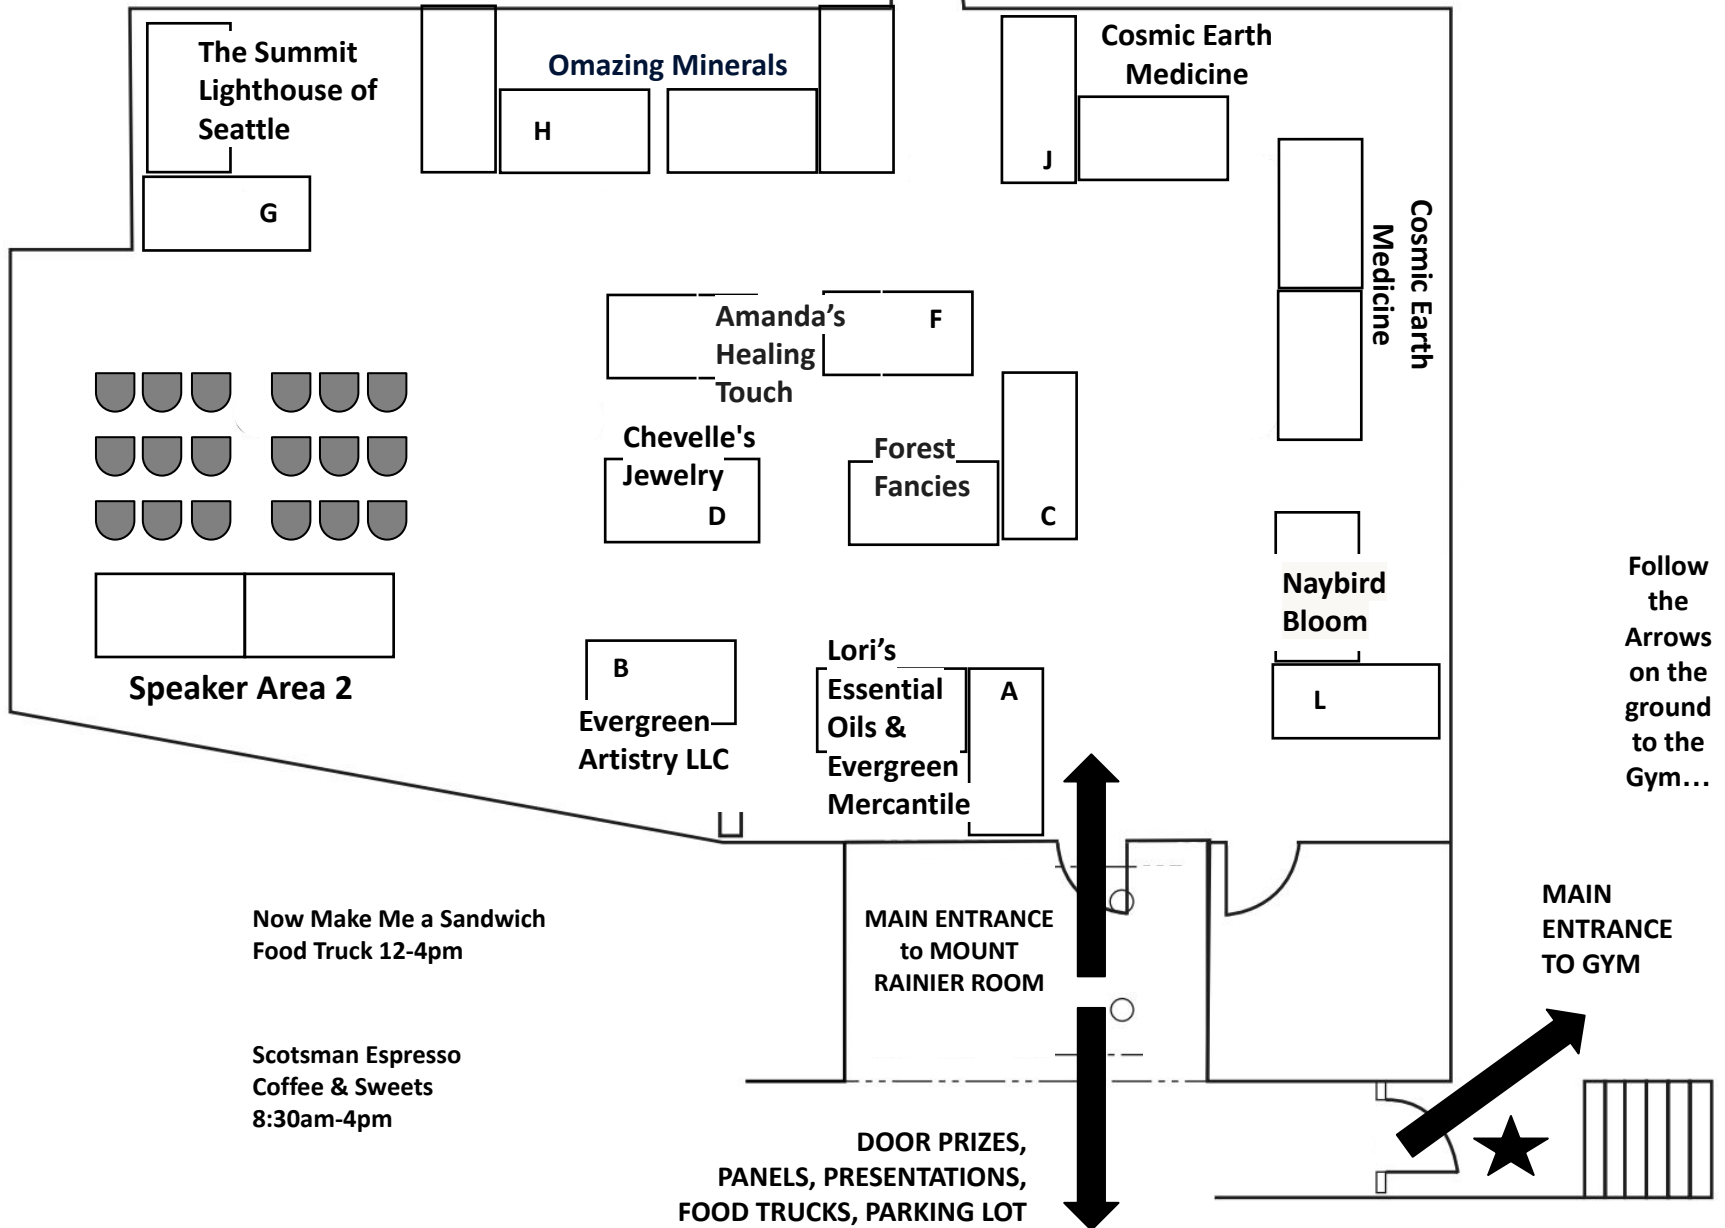 The Summit
Lighthouse of
Seattle
G
Omazing Minerals
H
Cosmic Earth
Medicine
J
Cosmic Earth
Medicine
Amanda’s
Healing
Touch
F
Chevelle's
Jewelry
D
Forest
Fancies
C
Naybird
Bloom
L
Speaker Area 2
B
Evergreen
Artistry LLC
Lori’s
Essential
Oils &
Evergreen
Mercantile
A
Follow
the
Arrows
on the
ground
to the
Gym…
Now Make Me a Sandwich
Food Truck 12-4pm
Scotsman Espresso
Coffee & Sweets
8:30am-4pm
MAIN ENTRANCE
to MOUNT
RAINIER ROOM
MAIN
ENTRANCE
TO GYM
DOOR PRIZES,
PANELS, PRESENTATIONS,
FOOD TRUCKS, PARKING LOT